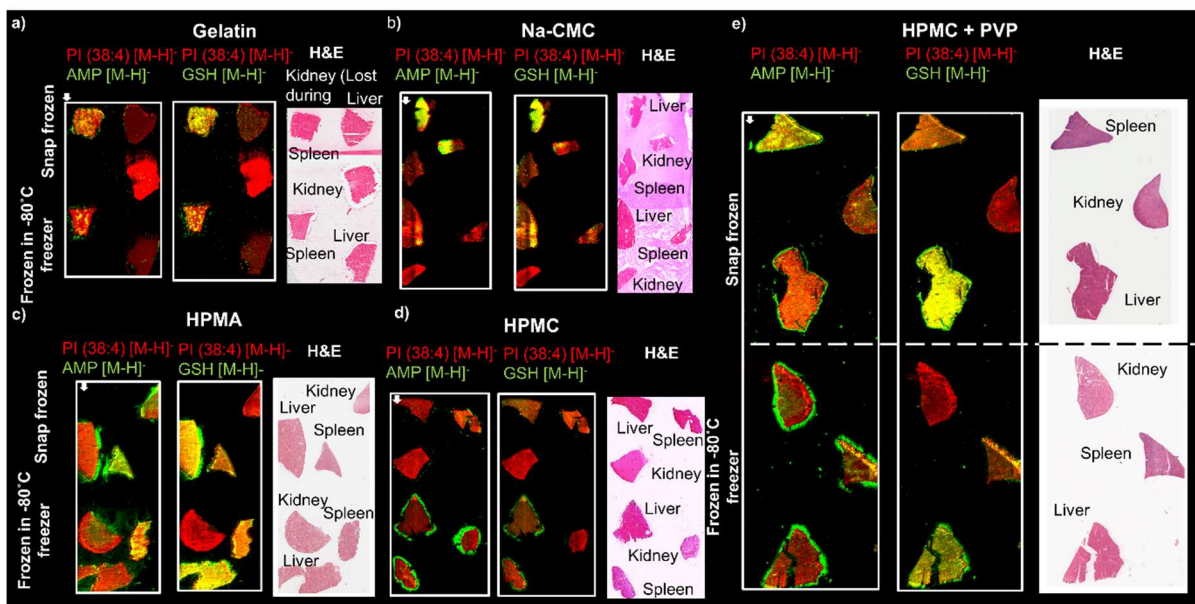 a)
Gelatin
PI (38:4) [M-H]- PI (38:4) [M-H]-
AMP [M-H]- GSH [M-H]-
H&E
Kidney (Lost
during
Liver
Spleen
Kidney
Liver
Spleen
Snap frozen
Frozen in -80˚C
freezer
b)
Na-CMC
PI (38:4) [M-H]- PI (38:4) [M-H]-
AMP [M-H]- GSH [M-H]-
H&E
Liver
Kidney
Spleen
Liver
Spleen
Kidney
c)
HPMA
PI (38:4) [M-H]- PI (38:4) [M-H]-
AMP [M-H]- GSH [M-H]-
H&E
Kidney
Liver
Spleen
Kidney
Spleen
Liver
Snap frozen
Frozen in -80˚C
freezer
d)
HPMC
PI (38:4) [M-H]- PI (38:4) [M-H]-
AMP [M-H]- GSH [M-H]-
H&E
Liver
Spleen
Kidney
Liver
Kidney
Spleen
e)
HPMC + PVP
PI (38:4) [M-H]- PI (38:4) [M-H]-
AMP [M-H]- GSH [M-H]-
H&E
Spleen
Kidney
Liver
Kidney
Spleen
Liver
Snap frozen
Frozen in -80˚C
freezer